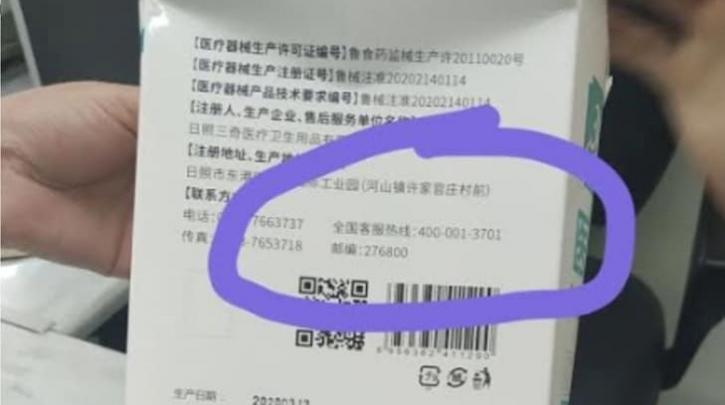 【医疗器械生产许可证编号】鲁食药监械生产许20110020号
【医疗器械生产注册证号】鲁械注准20202140114
【医疗器械产品技术要求编号】鲁械注准20202140114
【注册人、生产企业、售后服务单位名
日照三奇医疗卫生用品有
【注册地址、生产地
日照市东港 工业园(河山镇许家官庄村前)
【联系方
电话: 7663737 全国客服热线:400-001-3701
传真 -7653718 邮编:276800
生产日期: